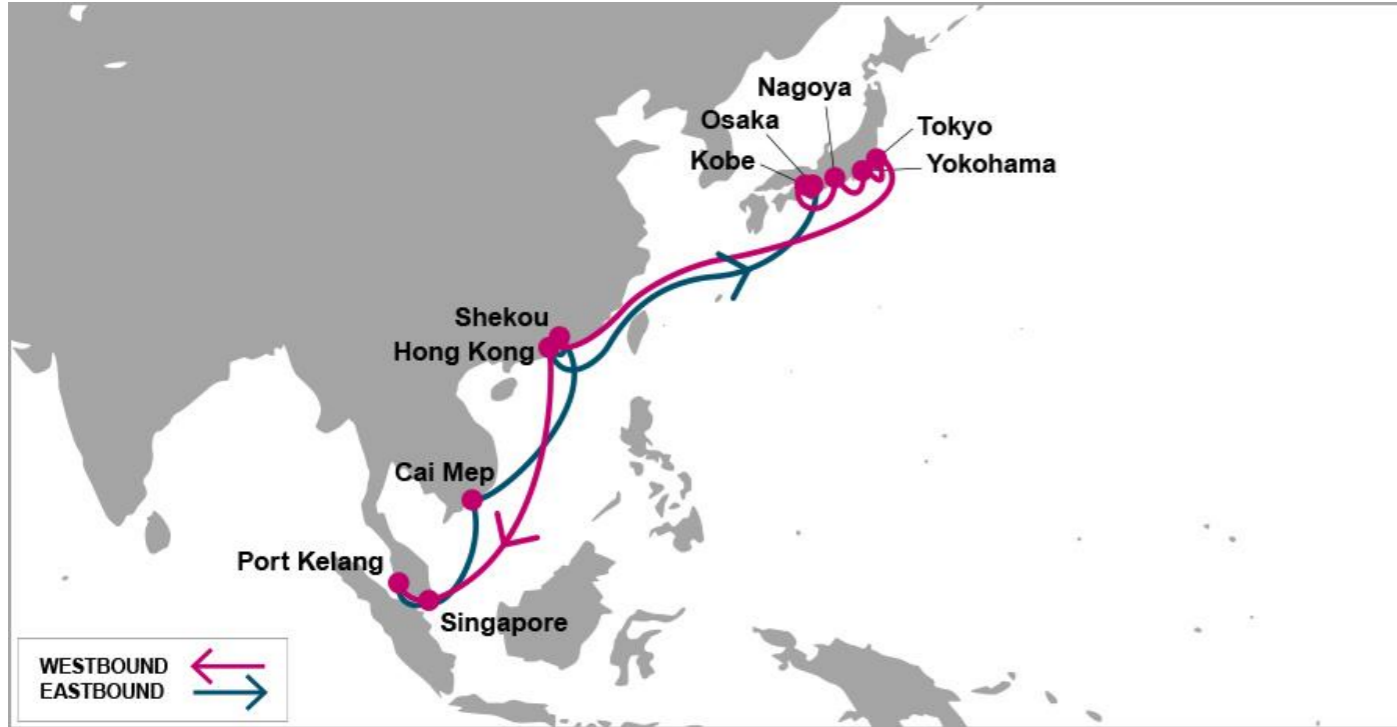 Nagoya
Osaka
Tokyo
Kobe
Yokohama
Shekou
Hong Kong
Cai Mep
Port Kelang
Singapore
WESTBOUND
EASTBOUND